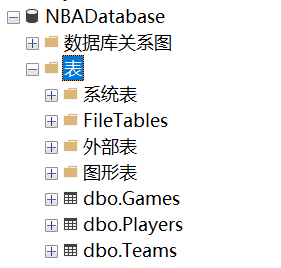 NBADatabase
数据库关系图
表
系统表
FileTables
外部表
图形表
dbo.Games
dbo.Players
dbo.Teams